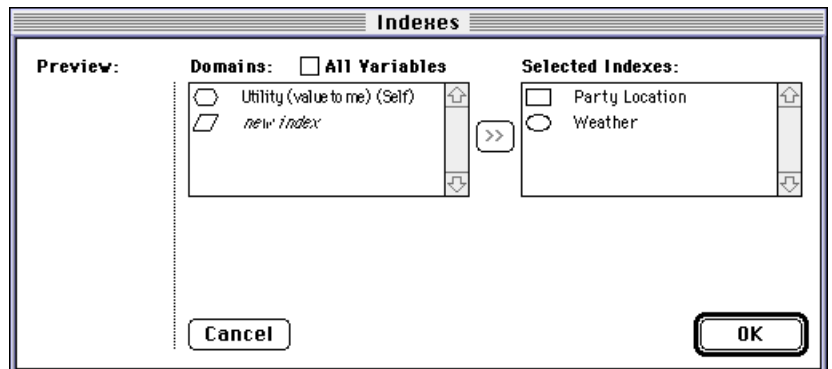 Indexes
Preview:
Domains:
All Variables
Selected Indexes:
Utility (value to me) (Self)
new index
>>
Party Location
Weather
Cancel
OK